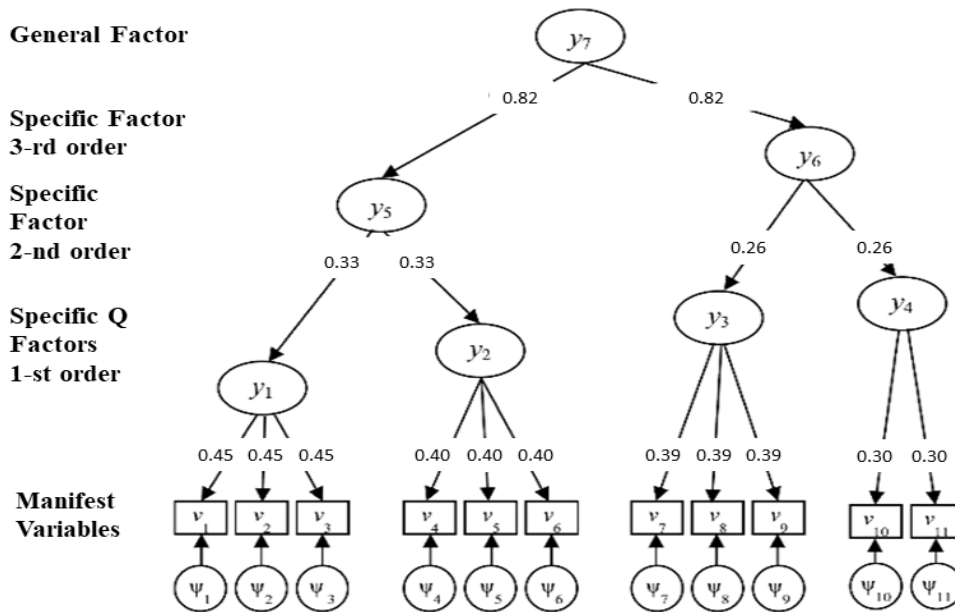 General Factor
y7
0.82 0.82
Specific Factor
3-rd order
y6
Specific
Factor
2-nd order
y5
0.33 0.33
0.26 0.26
Specific Q
Factors
1-st order
y1
y2
y3
y4
0.45 0.45 0.45 0.40 0.40 0.40 0.39 0.39 0.39 0.30 0.30
Manifest
Variables
v1 v2 v3 v4 v5 v6 v7 v8 v9 v10 v11
Ψ1 Ψ2 Ψ3 Ψ4 Ψ5 Ψ6 Ψ7 Ψ8 Ψ9 Ψ10 Ψ11